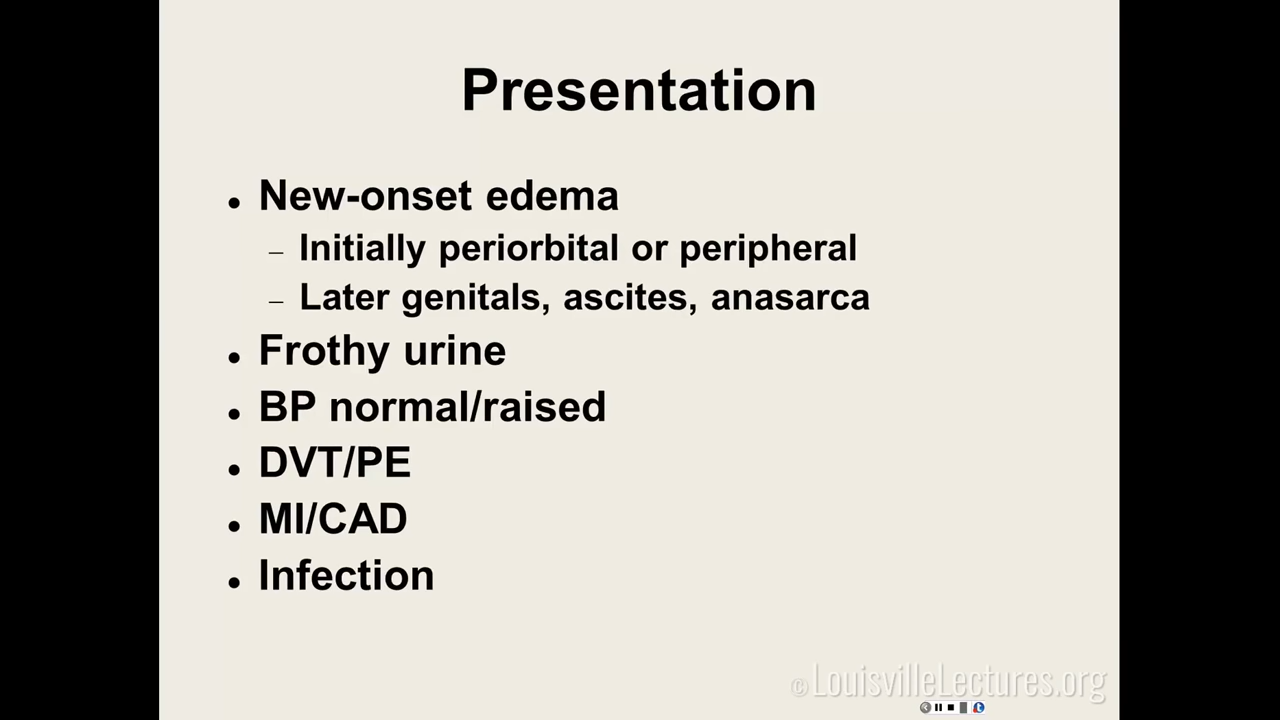 Presentation
• New-onset edema
– Initially periorbital or peripheral
– Later genitals, ascites, anasarca
• Frothy urine
• BP normal/raised
• DVT/PE
• MI/CAD
• Infection
©LouisvilleLectures.org